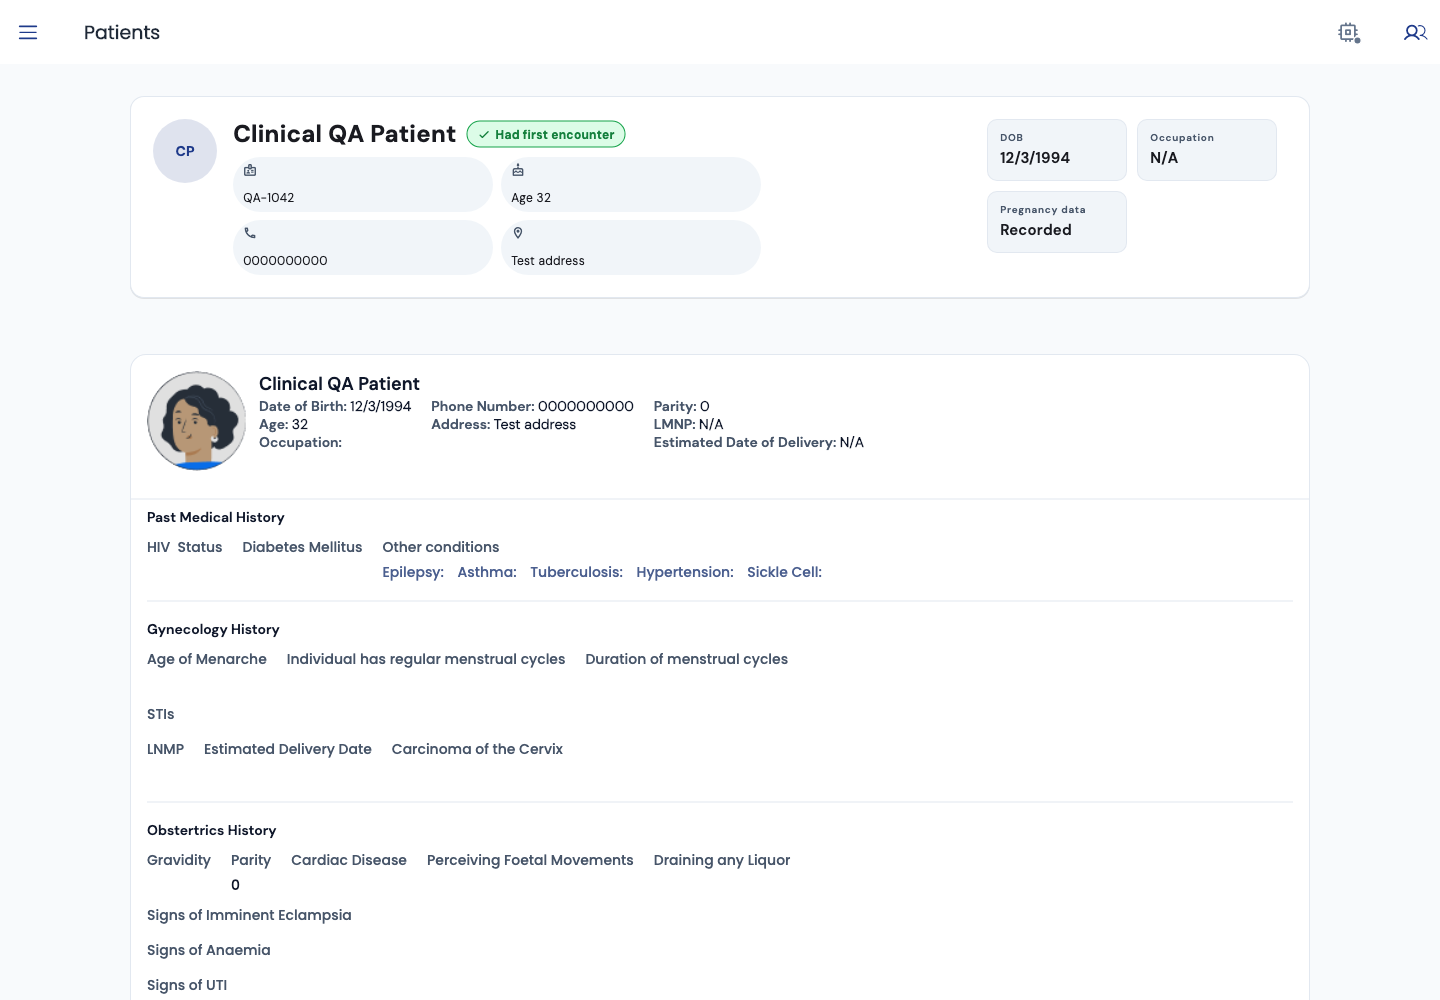 Patients
CP
Clinical QA Patient
Had first encounter
QA-1042
Age 32
0000000000
Test address
DOB
12/3/1994
Occupation
N/A
Pregnancy data
Recorded
Clinical QA Patient
Date of Birth: 12/3/1994 Phone Number: 0000000000 Parity: 0
Age: 32 Address: Test address LMNP: N/A
Occupation: Estimated Date of Delivery: N/A
Past Medical History
HIV Status Diabetes Mellitus Other conditions
Epilepsy: Asthma: Tuberculosis: Hypertension: Sickle Cell:
Gynecology History
Age of Menarche Individual has regular menstrual cycles Duration of menstrual cycles
STIs
LNMP Estimated Delivery Date Carcinoma of the Cervix
Obstertrics History
Gravidity Parity Cardiac Disease Perceiving Foetal Movements Draining any Liquor
0
Signs of Imminent Eclampsia
Signs of Anaemia
Signs of UTI